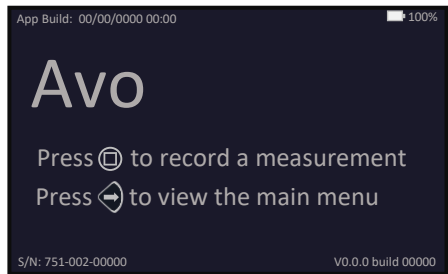 App Build: 00/00/0000 00:00 100%
Avo
Press to record a measurement
Press to view the main menu
S/N: 751-002-00000 V0.0.0 build 00000